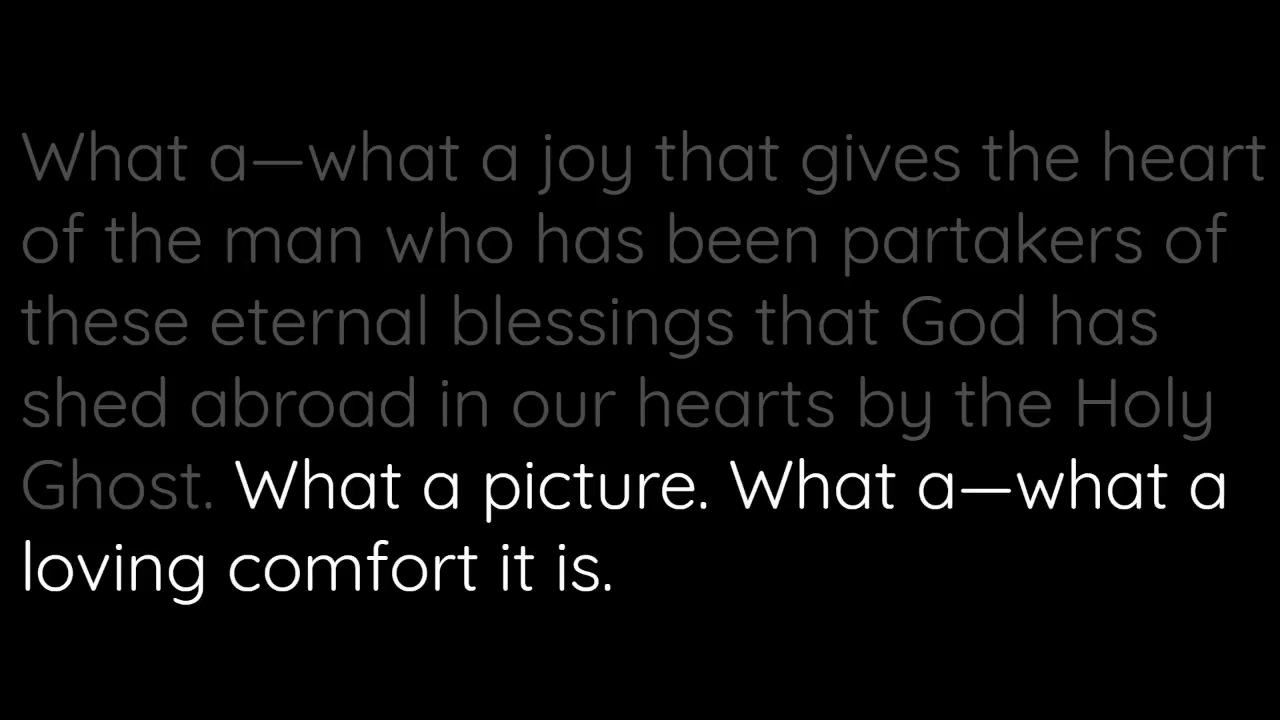 What a—what a joy that gives the heart
of the man who has been partakers of
these eternal blessings that God has
shed abroad in our hearts by the Holy
Ghost. What a picture. What a—what a
loving comfort it is.